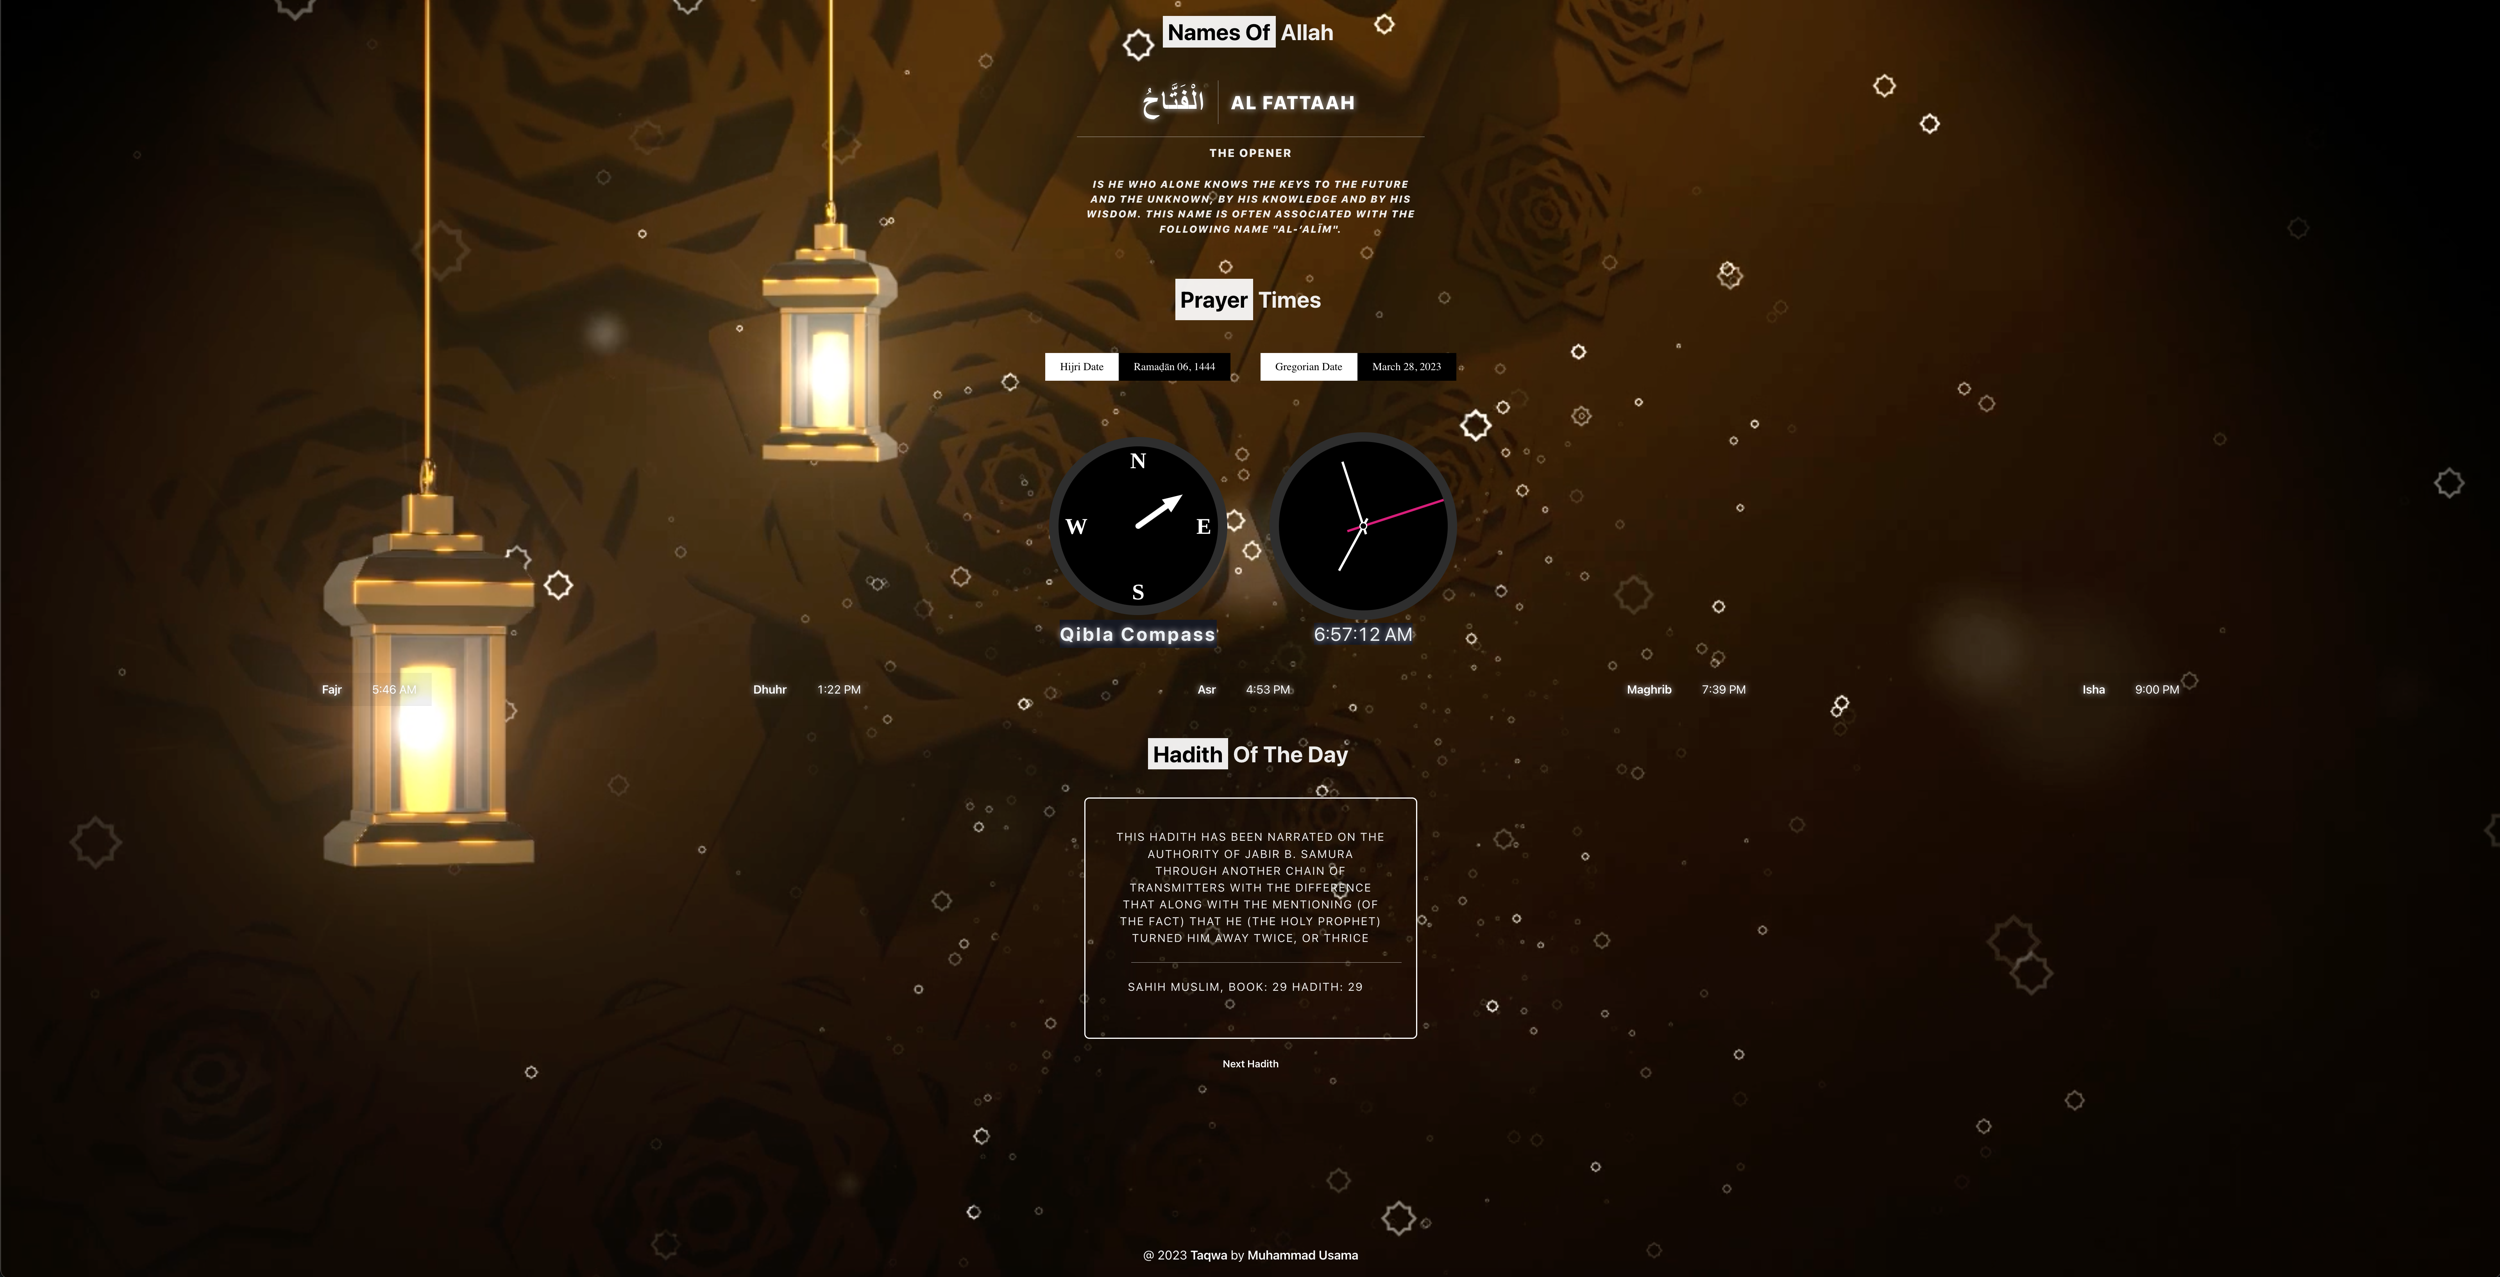 Names Of Allah
الْفَتَّاحُ AL FATTAAH
THE OPENER
IS HE WHO ALONE KNOWS THE KEYS TO THE FUTURE
AND THE UNKNOWN, BY HIS KNOWLEDGE AND BY HIS
WISDOM. THIS NAME IS OFTEN ASSOCIATED WITH THE
FOLLOWING NAME "AL-‘ALĪM".
Prayer Times
Hijri Date Ramaḍān 06, 1444 Gregorian Date March 28, 2023
N
W E
S
Qibla Compass 6:57:12 AM
Fajr 5:46 AM Dhuhr 1:22 PM Asr 4:53 PM Maghrib 7:39 PM Isha 9:00 PM
Hadith Of The Day
THIS HADITH HAS BEEN NARRATED ON THE
AUTHORITY OF JABIR B. SAMURA
THROUGH ANOTHER CHAIN OF
TRANSMITTERS WITH THE DIFFERENCE
THAT ALONG WITH THE MENTIONING (OF
THE FACT) THAT HE (THE HOLY PROPHET)
TURNED HIM AWAY TWICE, OR THRICE
SAHIH MUSLIM, BOOK: 29 HADITH: 29
Next Hadith
@ 2023 Taqwa by Muhammad Usama